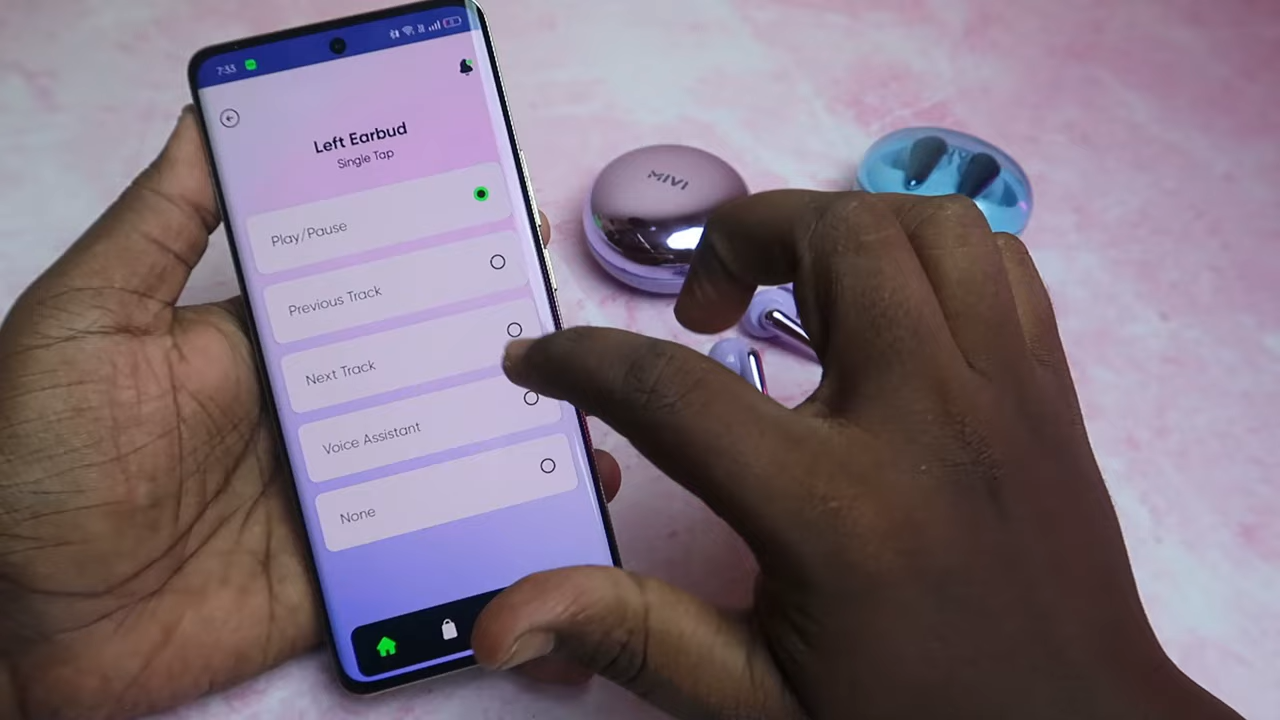 7:33
Left Earbud
Single Tap
Play/Pause
Previous Track
Next Track
Voice Assistant
None
MIVI